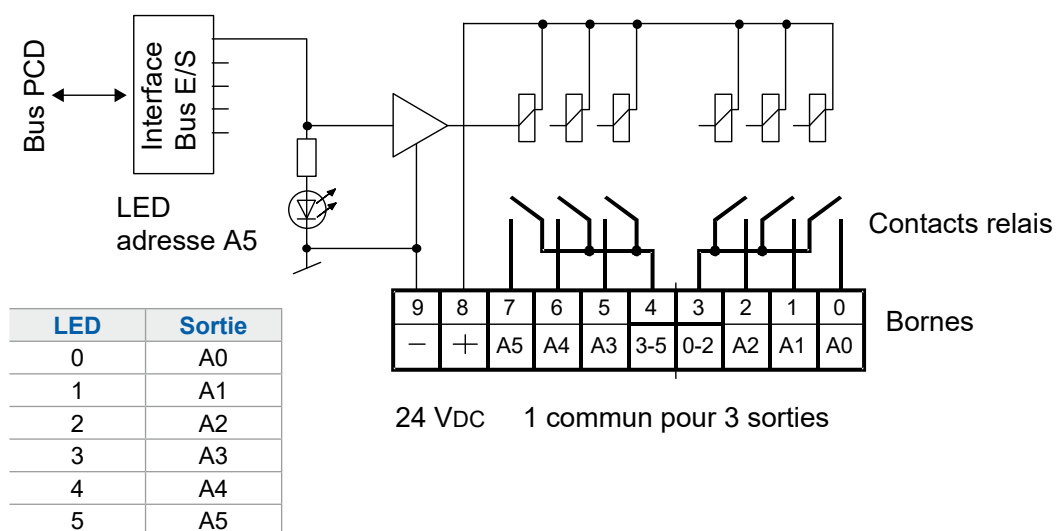 Bus PCD
Interface
Bus E/S
LED
adresse A5
Contacts relais
9 8 7 6 5 4 3 2 1 0
− + A5 A4 A3 3-5 0-2 A2 A1 A0
Bornes
24 VDC 1 commun pour 3 sorties
LED Sortie
0 A0
1 A1
2 A2
3 A3
4 A4
5 A5